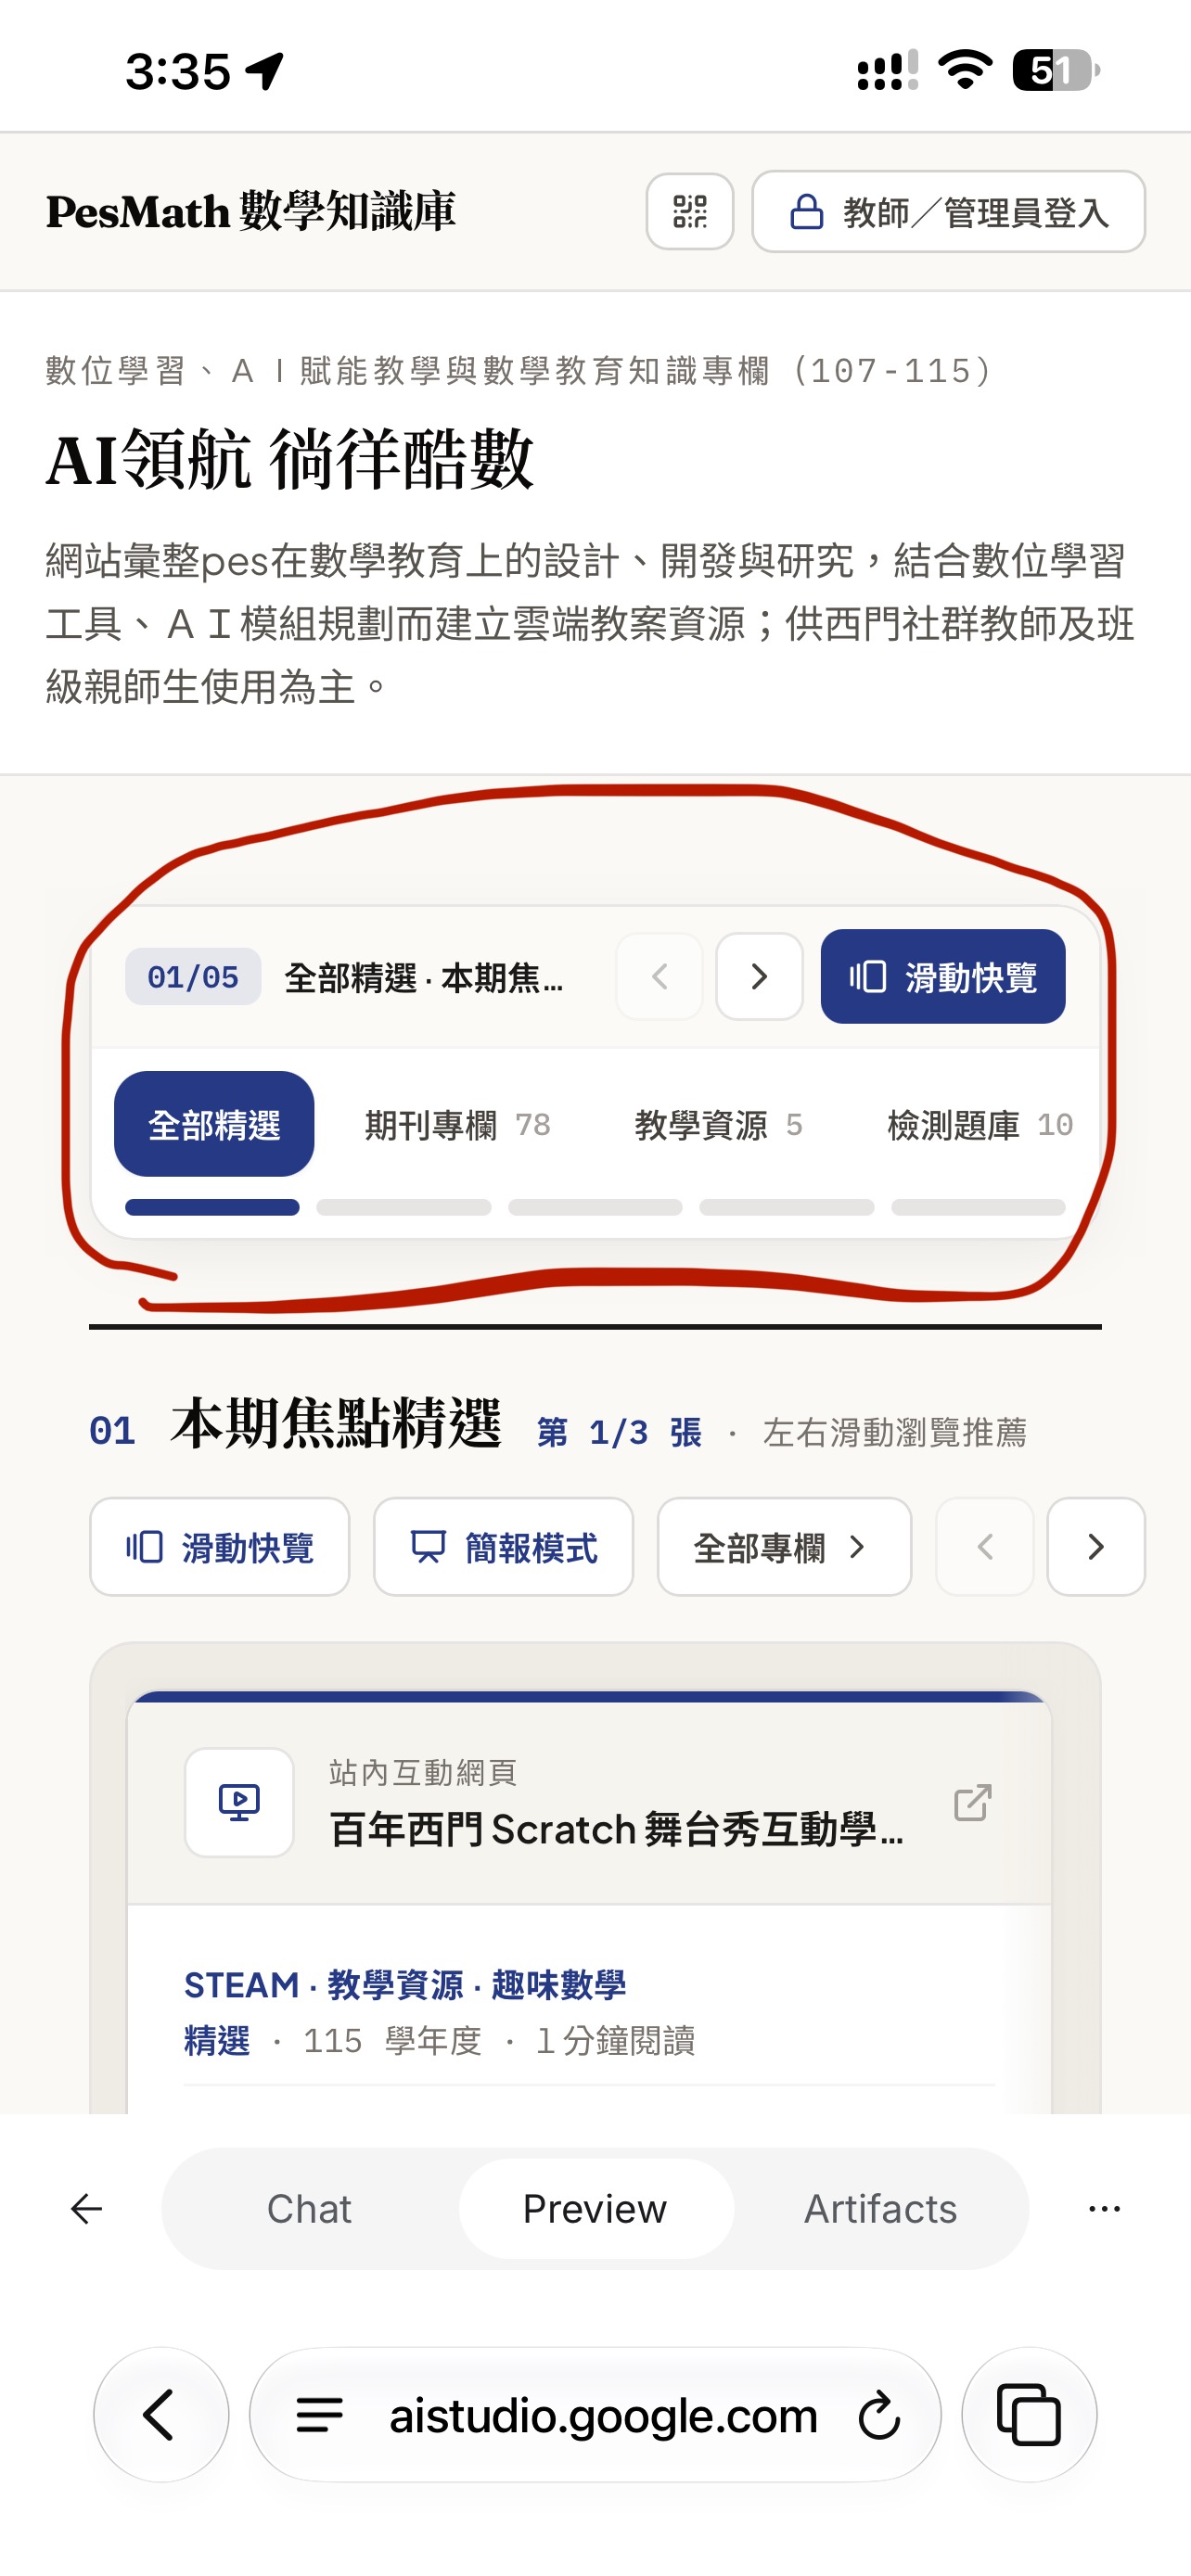 3:35
51
PesMath 數學知識庫
教師／管理員登入
數位學習、ＡＩ賦能教學與數學教育知識專欄 (107-115)
AI領航 徜徉酷數
網站彙整pes在數學教育上的設計、開發與研究，結合數位學習
工具、ＡＩ模組規劃而建立雲端教案資源；供西門社群教師及班
級親師生使用為主。
01/05 全部精選 · 本期焦… 滑動快覽
全部精選 期刊專欄 78 教學資源 5 檢測題庫 10
01 本期焦點精選 第 1/3 張 · 左右滑動瀏覽推薦
滑動快覽 簡報模式 全部專欄
站內互動網頁
百年西門 Scratch 舞台秀互動學…
STEAM · 教學資源 · 趣味數學
精選 · 115 學年度 · 1 分鐘閱讀
Chat Preview Artifacts
aistudio.google.com